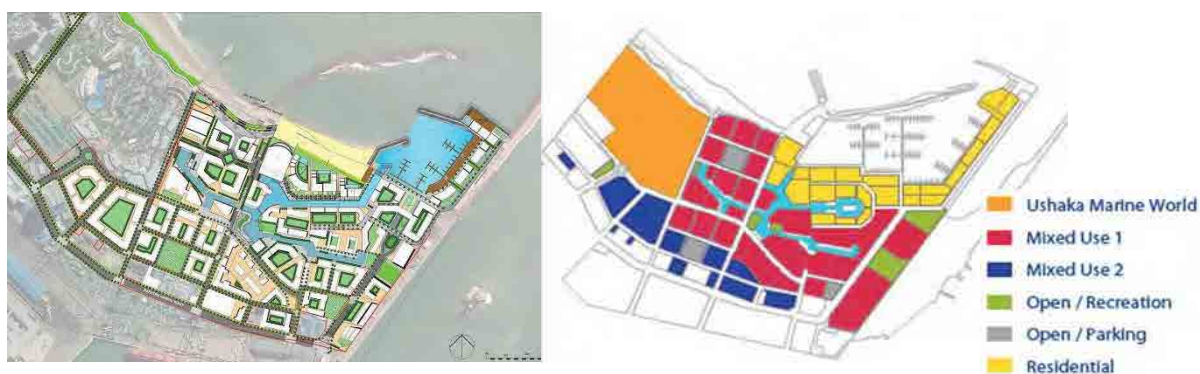 Ushaka Marine World
Mixed Use 1
Mixed Use 2
Open / Recreation
Open / Parking
Residential